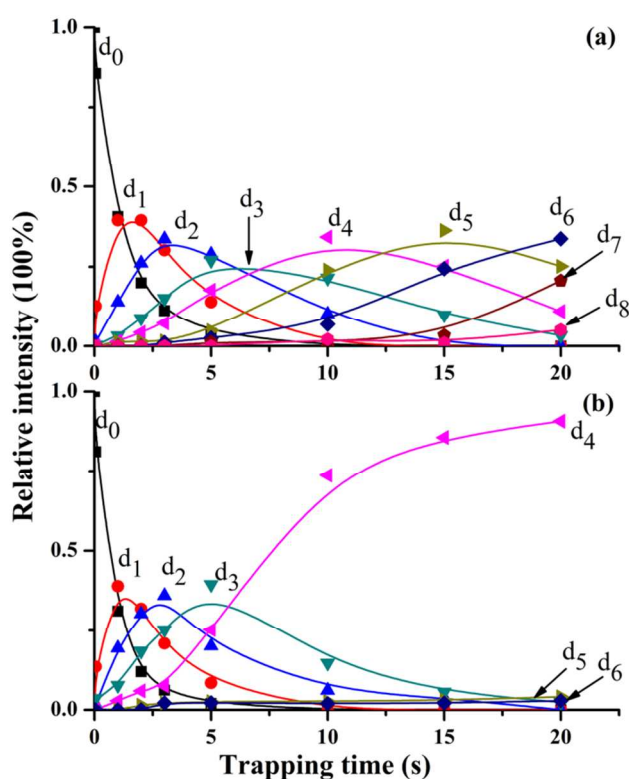 1.0
d0
(a)
d1
d2
d3
d4
d5
d6
d7
d8
0.5
0.0
0
5
10
15
20
Relative intensity (100%)
1.0
d0
(b)
d4
d1
d2
d3
d5
d6
0.5
0.0
0
5
10
15
20
Trapping time (s)